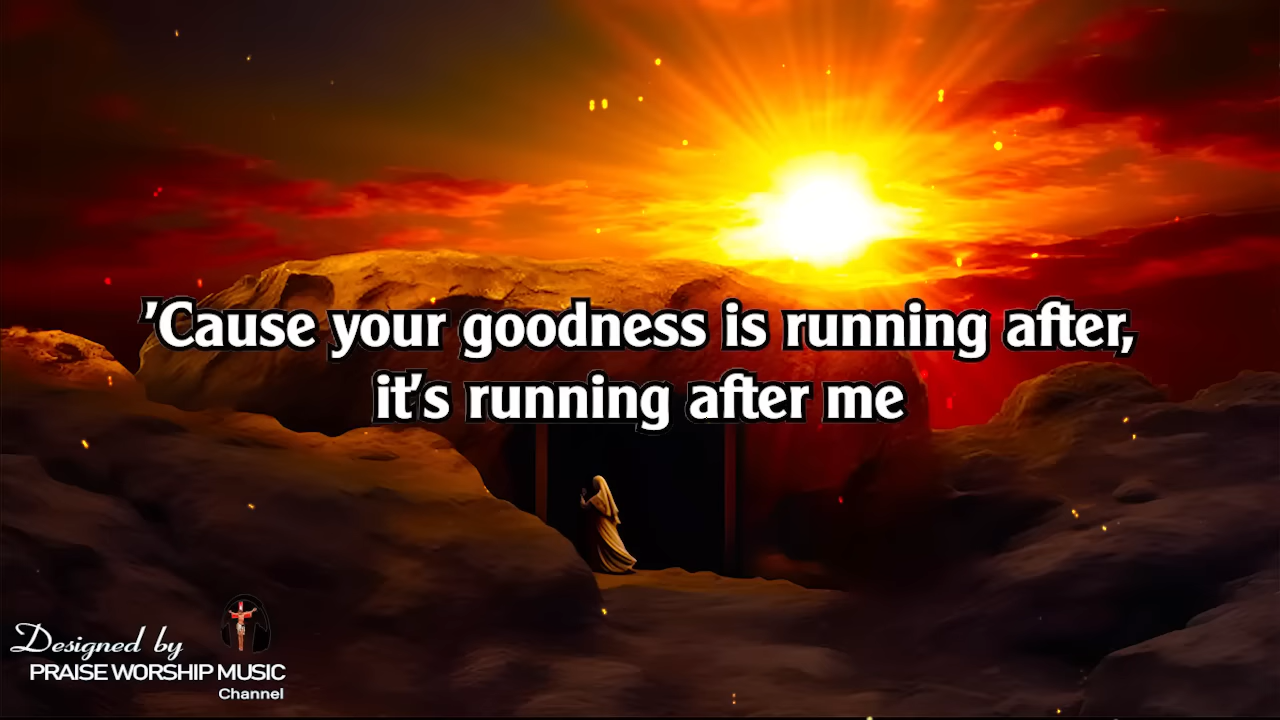 'Cause your goodness is running after,
it's running after me
Designed by
PRAISE WORSHIP MUSIC
Channel